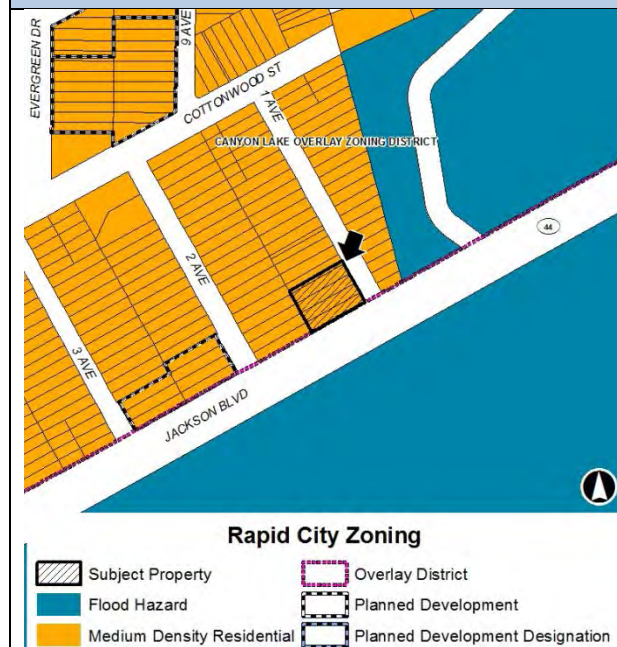 EVERGREEN DR
9 AVE
COTTONWOOD ST
1 AVE
CANYON LAKE OVERLAY ZONING DISTRICT
44
2 AVE
3 AVE
JACKSON BLVD
Rapid City Zoning
Subject Property
Overlay District
Flood Hazard
Planned Development
Medium Density Residential
Planned Development Designation